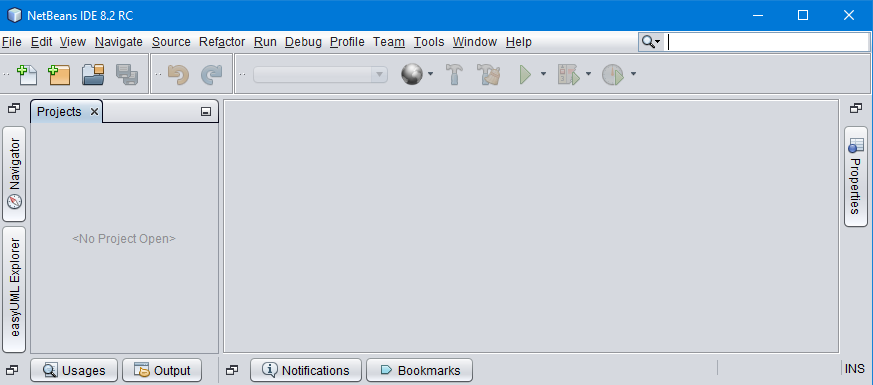 NetBeans IDE 8.2 RC
File Edit View Navigate Source Refactor Run Debug Profile Team Tools Window Help
Projects
Navigator
<No Project Open>
Properties
easyUML Explorer
Usages Output Notifications Bookmarks INS